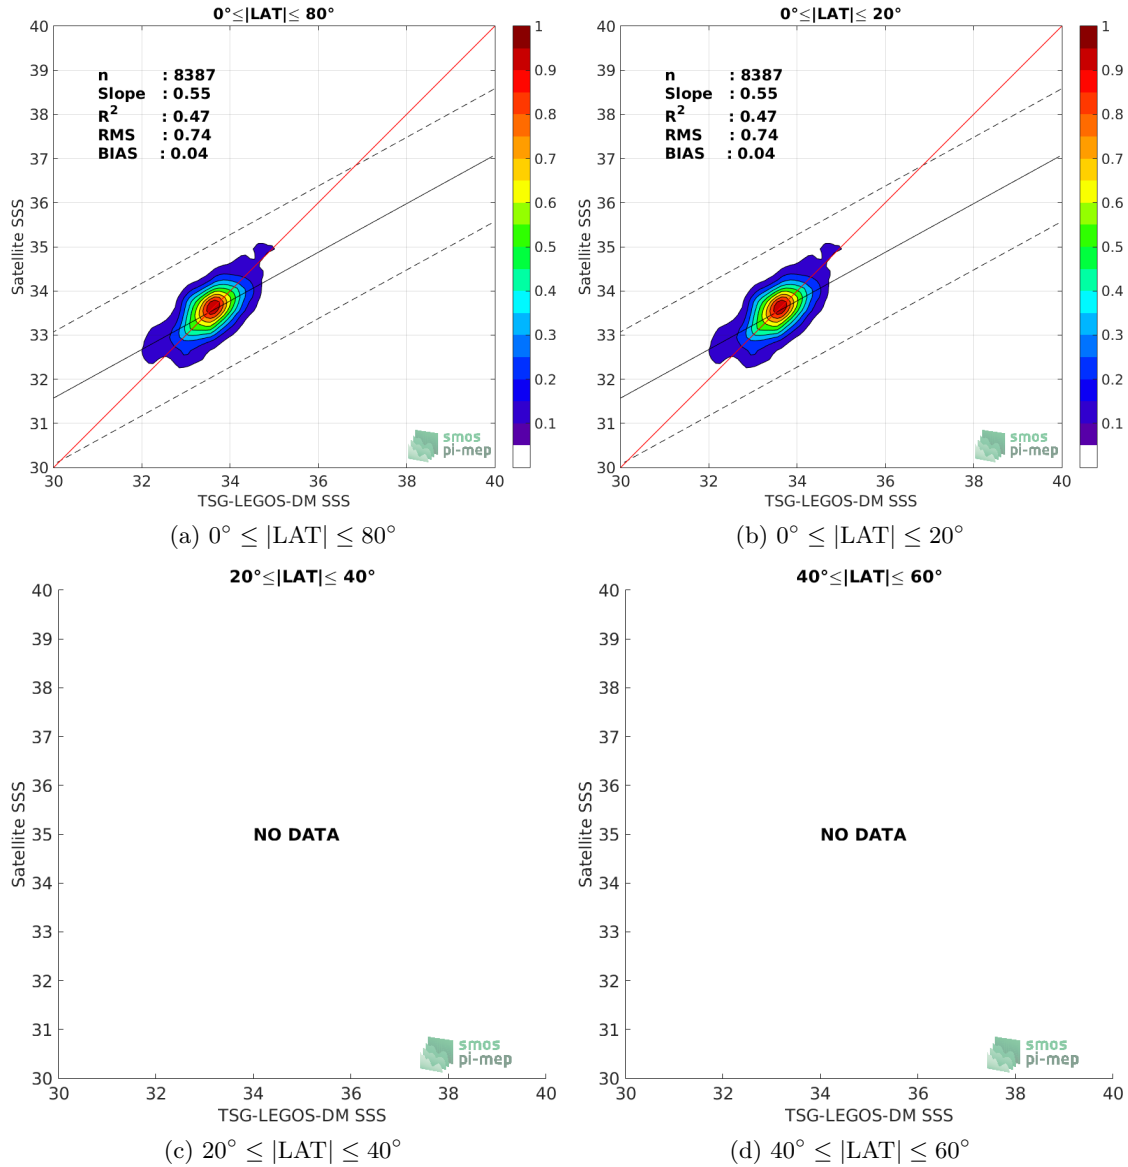 0°≤|LAT|≤ 80°
40
39
38
37
36
35
34
33
32
31
30
Satellite SSS
n : 8387
Slope : 0.55
R² : 0.47
RMS : 0.74
BIAS : 0.04
smos
pi-mep
30 32 34 36 38 40
TSG-LEGOS-DM SSS
1
0.9
0.8
0.7
0.6
0.5
0.4
0.3
0.2
0.1
(a) 0° ≤ |LAT| ≤ 80°
0°≤|LAT|≤ 20°
40
39
38
37
36
35
34
33
32
31
30
Satellite SSS
n : 8387
Slope : 0.55
R² : 0.47
RMS : 0.74
BIAS : 0.04
smos
pi-mep
30 32 34 36 38 40
TSG-LEGOS-DM SSS
1
0.9
0.8
0.7
0.6
0.5
0.4
0.3
0.2
0.1
(b) 0° ≤ |LAT| ≤ 20°
20°≤|LAT|≤ 40°
40
39
38
37
36
35
34
33
32
31
30
Satellite SSS
NO DATA
smos
pi-mep
30 32 34 36 38 40
TSG-LEGOS-DM SSS
(c) 20° ≤ |LAT| ≤ 40°
40°≤|LAT|≤ 60°
40
39
38
37
36
35
34
33
32
31
30
Satellite SSS
NO DATA
smos
pi-mep
30 32 34 36 38 40
TSG-LEGOS-DM SSS
(d) 40° ≤ |LAT| ≤ 60°